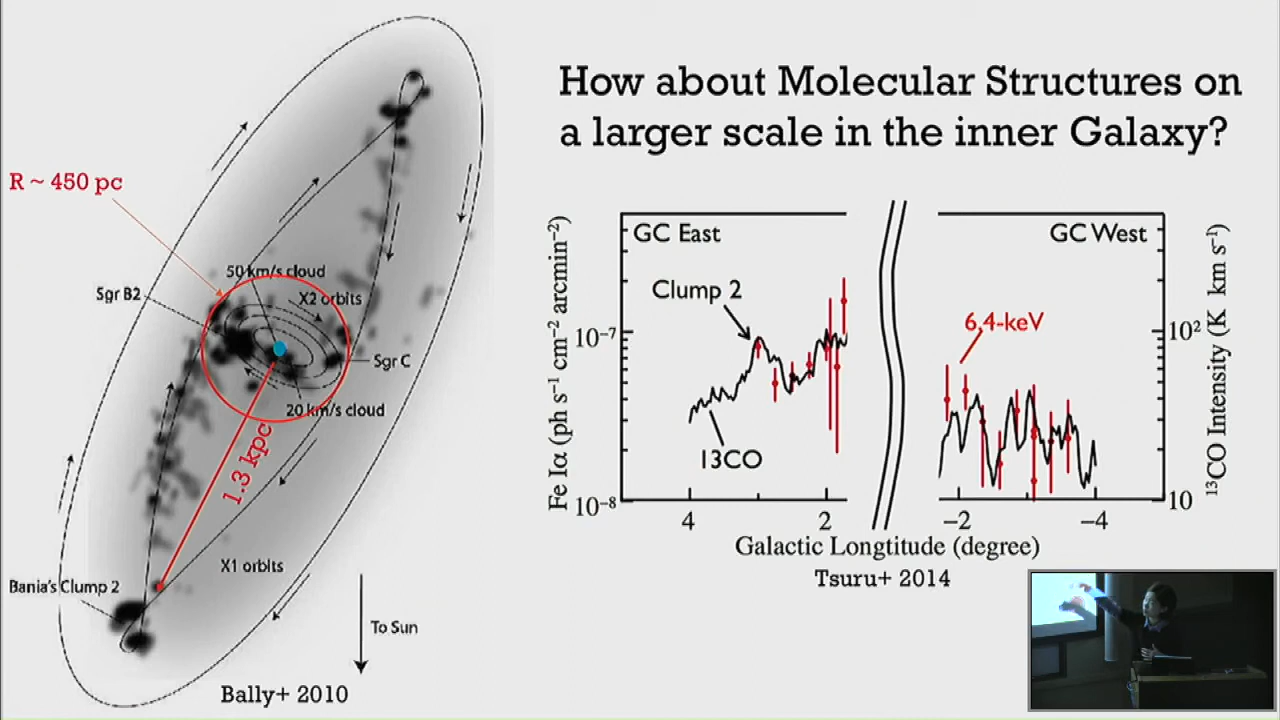 How about Molecular Structures on
a larger scale in the inner Galaxy?
R ~ 450 pc
50 km/s cloud
Sgr B2
X2 orbits
Sgr C
20 km/s cloud
1.3 kpc
X1 orbits
Bania's Clump 2
To Sun
Bally+ 2010
GC East
GC West
Clump 2
6.4-keV
13CO
Fe Iα (ph s⁻¹ cm⁻² arcmin⁻²)
10⁻⁷
10⁻⁸
10²
10
¹³CO Intensity (K km s⁻¹)
4
2
−2
−4
Galactic Longtitude (degree)
Tsuru+ 2014